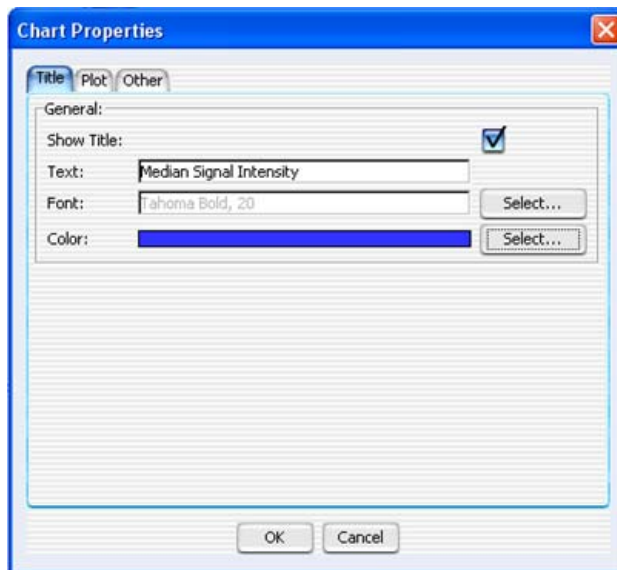 Chart Properties
Title Plot Other
General:
Show Title:
Text: Median Signal Intensity
Font: Tahoma Bold, 20 Select...
Color: Select...
OK Cancel